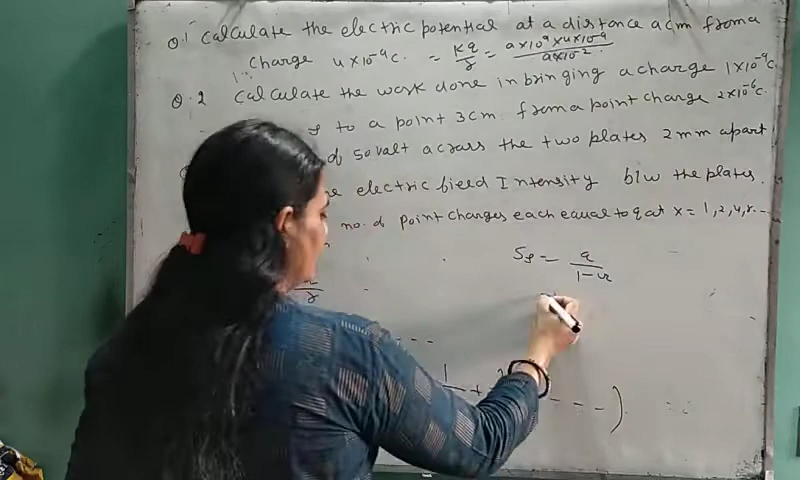 Q.1 Calculate the electric potential at a distance 9cm from a
charge 4×10⁻⁹c. = Kq/r = 9×10⁹×4×10⁻⁹/9×10⁻²
Q.2 Calculate the work done in bringing a charge 1×10⁻⁹c.
to a point 3cm from a point charge 2×10⁻⁶c.
of 50 valt across the two plates 2mm apart
electric field Intensity b/w the plates.
no. of point charges each equal to q at x = 1, 2, 4, 8...
S = a/1-r
1
+
- - -)